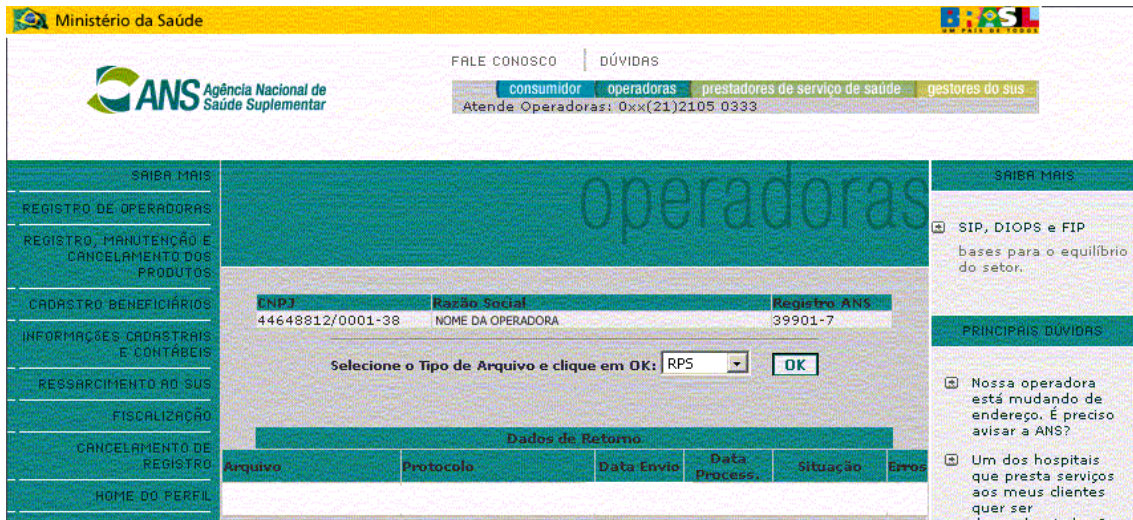 Ministério da Saúde
BRASIL
UM PAÍS DE TODOS
FALE CONOSCO
DÚVIDAS
ANS Agência Nacional de
Saúde Suplementar
consumidor operadoras prestadores de serviço de saúde gestores do sus
Atende Operadoras: 0xx(21)2105 0333
SAIBA MAIS
REGISTRO DE OPERADORAS
REGISTRO, MANUTENÇÃO E
CANCELAMENTO DOS
PRODUTOS
CADASTRO BENEFICIÁRIOS
INFORMAÇÕES CADASTRAIS
E CONTÁBEIS
RESSARCIMENTO AO SUS
FISCALIZAÇÃO
CANCELAMENTO DE
REGISTRO
HOME DO PERFIL
operadoras
CNPJ Razão Social Registro ANS
44648812/0001-38 NOME DA OPERADORA 39901-7
Selecione o Tipo de Arquivo e clique em OK: RPS OK
Dados de Retorno
Arquivo Protocolo Data Envio Data Process. Situação Erros
SAIBA MAIS
SIP, DIOPS e FIP
bases para o equilíbrio
do setor.
PRINCIPAIS DÚVIDAS
Nossa operadora
está mudando de
endereço. É preciso
avisar a ANS?
Um dos hospitais
que presta serviços
aos meus clientes
quer ser